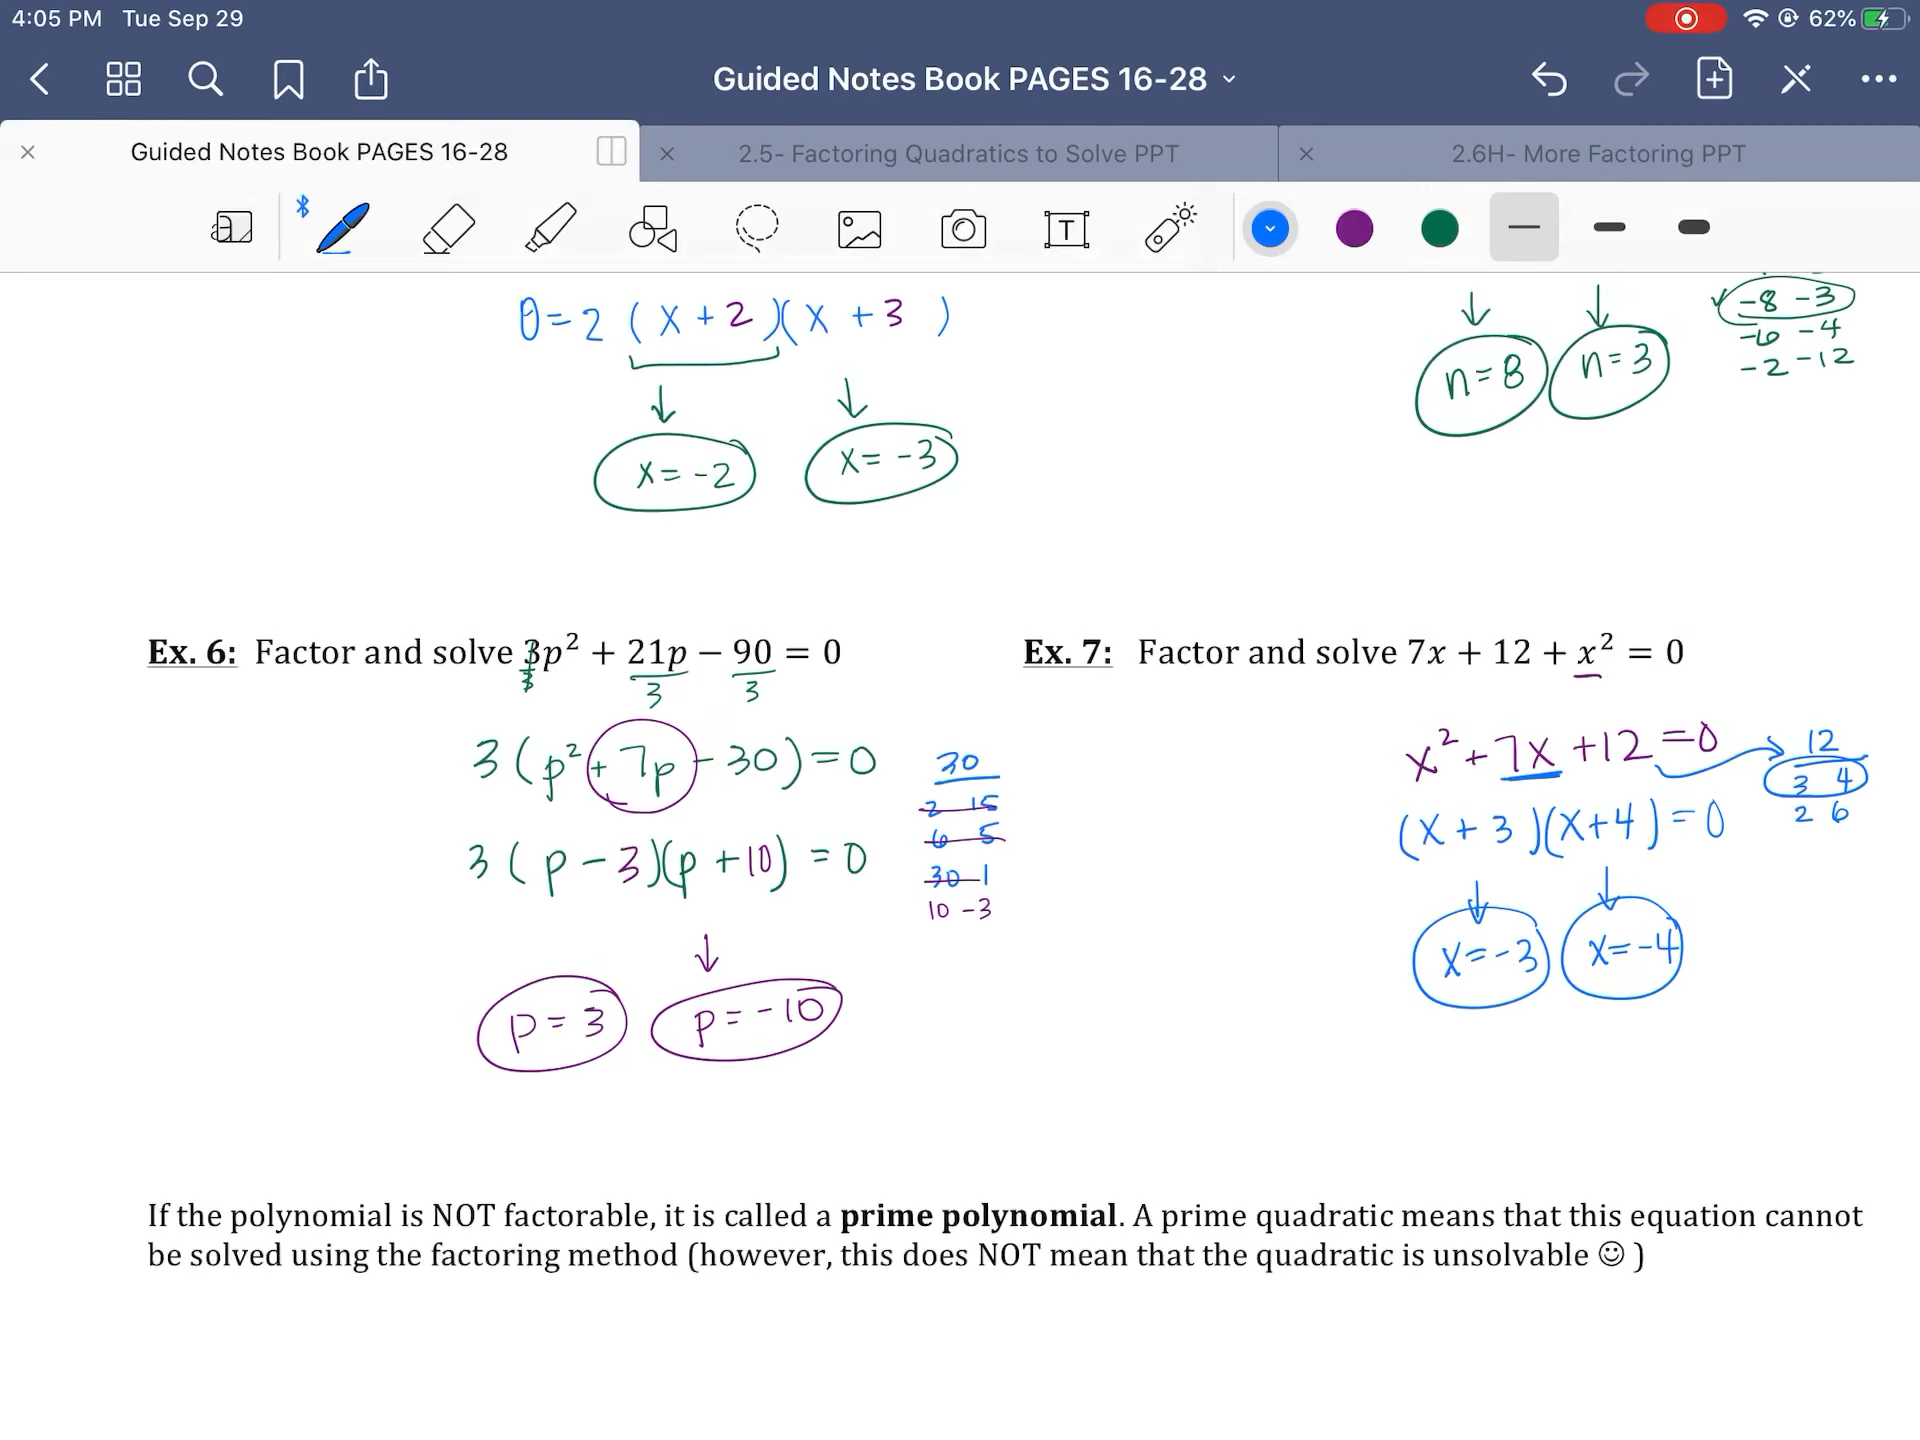 4:05 PM Tue Sep 29
62%
Guided Notes Book PAGES 16-28
Guided Notes Book PAGES 16-28
2.5- Factoring Quadratics to Solve PPT
2.6H- More Factoring PPT
T
0=2(x+2)(x+3)
x=-2 x=-3
n=8 n=3
-8 -3
-6 -4
-2 -12
Ex. 6: Factor and solve 3p² + 21p − 90 = 0
3 3 3
3(p²+7p-30)=0
3(p-3)(p+10)=0
p=3 p=-10
30
2 15
6 5
30 1
10 -3
Ex. 7: Factor and solve 7x + 12 + x² = 0
x²+7x+12=0
(x+3)(x+4)=0
x=-3 x=-4
12
3 4
2 6
If the polynomial is NOT factorable, it is called a prime polynomial. A prime quadratic means that this equation cannot
be solved using the factoring method (however, this does NOT mean that the quadratic is unsolvable ☺ )